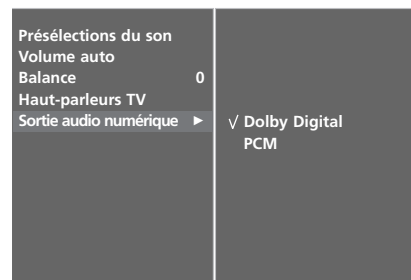 Présélections du son
Volume auto
Balance 0
Haut-parleurs TV
Sortie audio numérique ►
√ Dolby Digital
PCM